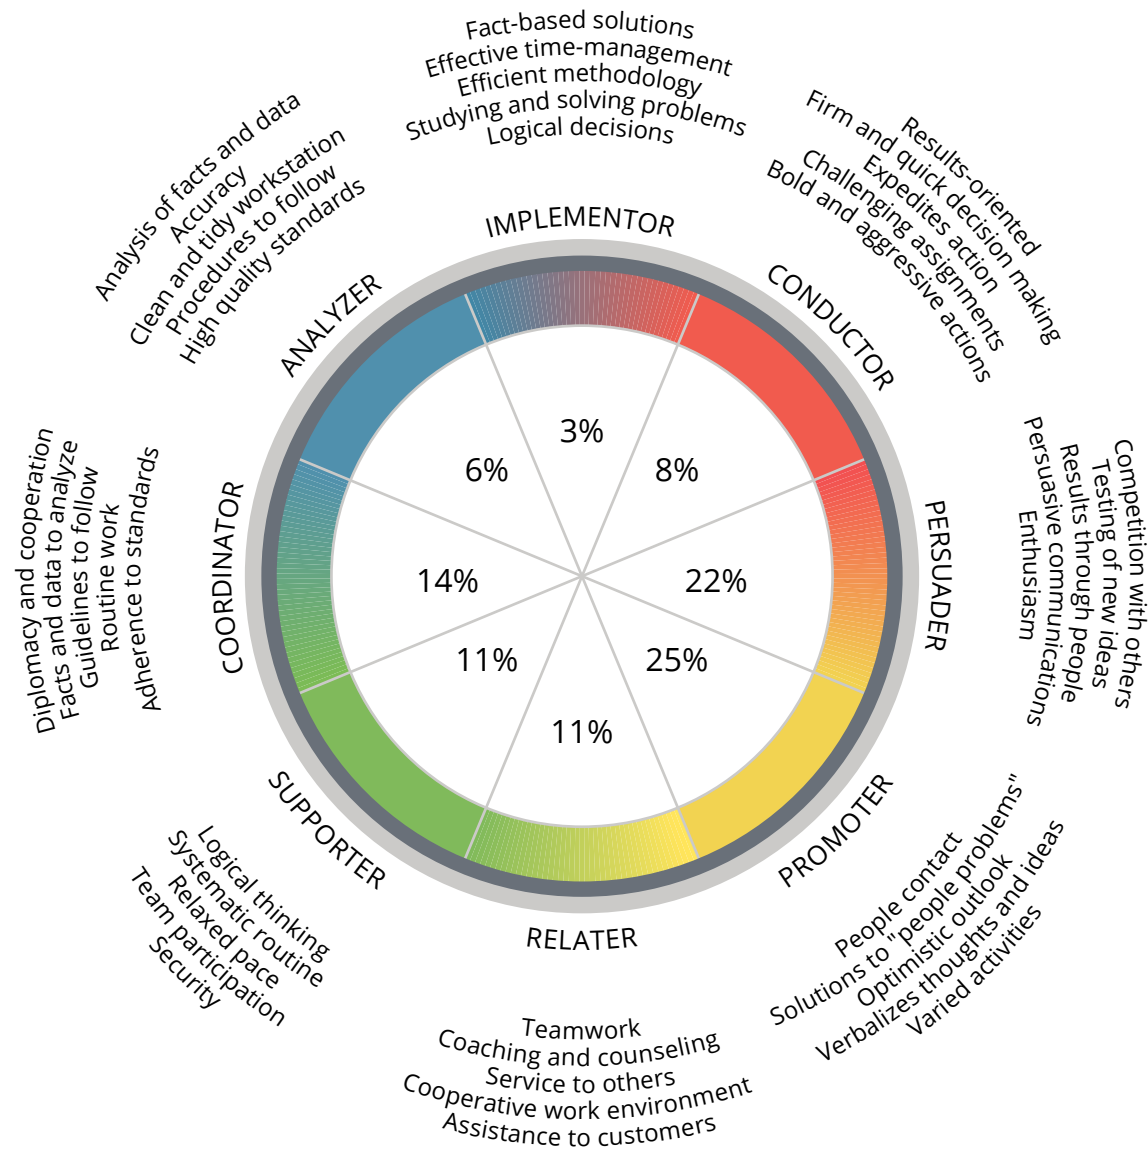 Fact-based solutions
Effective time-management
Efficient methodology
Studying and solving problems
Logical decisions
IMPLEMENTOR
3%
Results-oriented
Firm and quick decision making
Expedites action
Challenging assignments
Bold and aggressive actions
CONDUCTOR
8%
Competition with others
Testing of new ideas
Results through people
Persuasive communications
Enthusiasm
PERSUADER
22%
People contact
Solutions to "people problems"
Optimistic outlook
Verbalizes thoughts and ideas
Varied activities
PROMOTER
25%
RELATER
11%
Teamwork
Coaching and counseling
Service to others
Cooperative work environment
Assistance to customers
SUPPORTER
11%
Logical thinking
Systematic routine
Relaxed pace
Team participation
Security
COORDINATOR
14%
Diplomacy and cooperation
Facts and data to analyze
Guidelines to follow
Routine work
Adherence to standards
ANALYZER
6%
Analysis of facts and data
Accuracy
Clean and tidy workstation
Procedures to follow
High quality standards